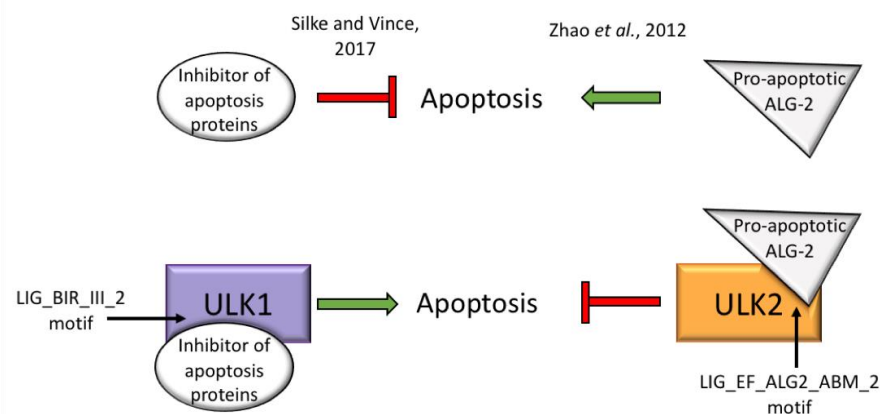 Silke and Vince,
2017
Zhao et al., 2012
Inhibitor of
apoptosis
proteins
Apoptosis
Pro-apoptotic
ALG-2
Pro-apoptotic
ALG-2
LIG_BIR_III_2
motif
ULK1
Apoptosis
ULK2
Inhibitor of
apoptosis
proteins
LIG_EF_ALG2_ABM_2
motif